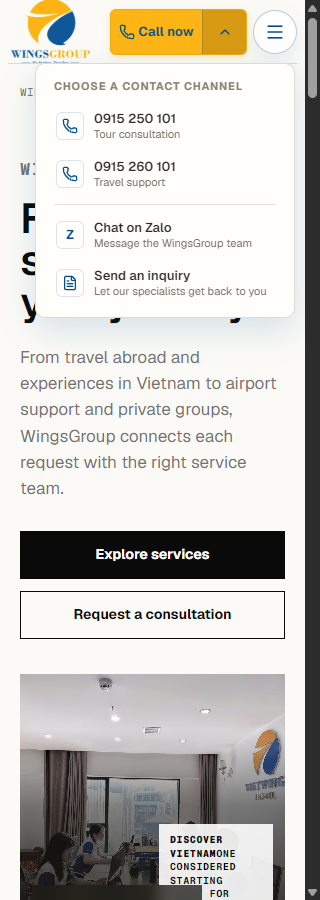 WINGSGROUP
Call now
CHOOSE A CONTACT CHANNEL
0915 250 101
Tour consultation
0915 260 101
Travel support
Z
Chat on Zalo
Message the WingsGroup team
Send an inquiry
Let our specialists get back to you
From travel abroad and
experiences in Vietnam to airport
support and private groups,
WingsGroup connects each
request with the right service
team.
Explore services
Request a consultation
DISCOVER
VIETNAMONE
CONSIDERED
STARTING
FOR